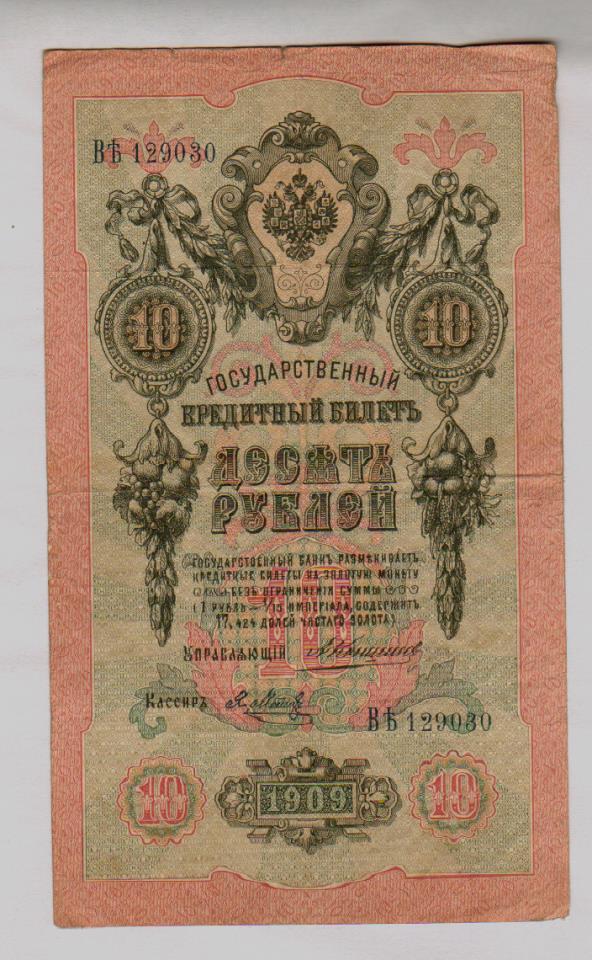 ВѢ 129030
10 10
ГОСУДАРСТВЕННЫЙ
КРЕДИТНЫЙ БИЛЕТЪ
ДЕСЯТЬ
РУБЛЕЙ
ГОСУДАРСТВЕННЫЙ БАНКЪ РАЗМѢНИВАЕТЪ
КРЕДИТНЫЕ БИЛЕТЫ НА ЗОЛОТУЮ МОНЕТУ
БЕЗЪ ОГРАНИЧЕНІЯ СУММЫ
(1 РУБЛЬ = 1/15 ИМПЕРІАЛА, СОДЕРЖИТЪ
17,424 ДОЛЕЙ ЧИСТАГО ЗОЛОТА)
10
УПРАВЛЯЮЩІЙ
КАССИРЪ
ВѢ 129030
10 1909 10